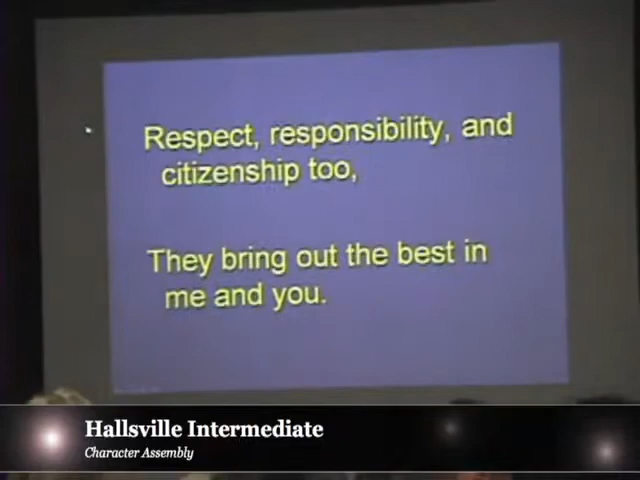 Respect, responsibility, and
citizenship too,
They bring out the best in
me and you.
Hallsville Intermediate
Character Assembly